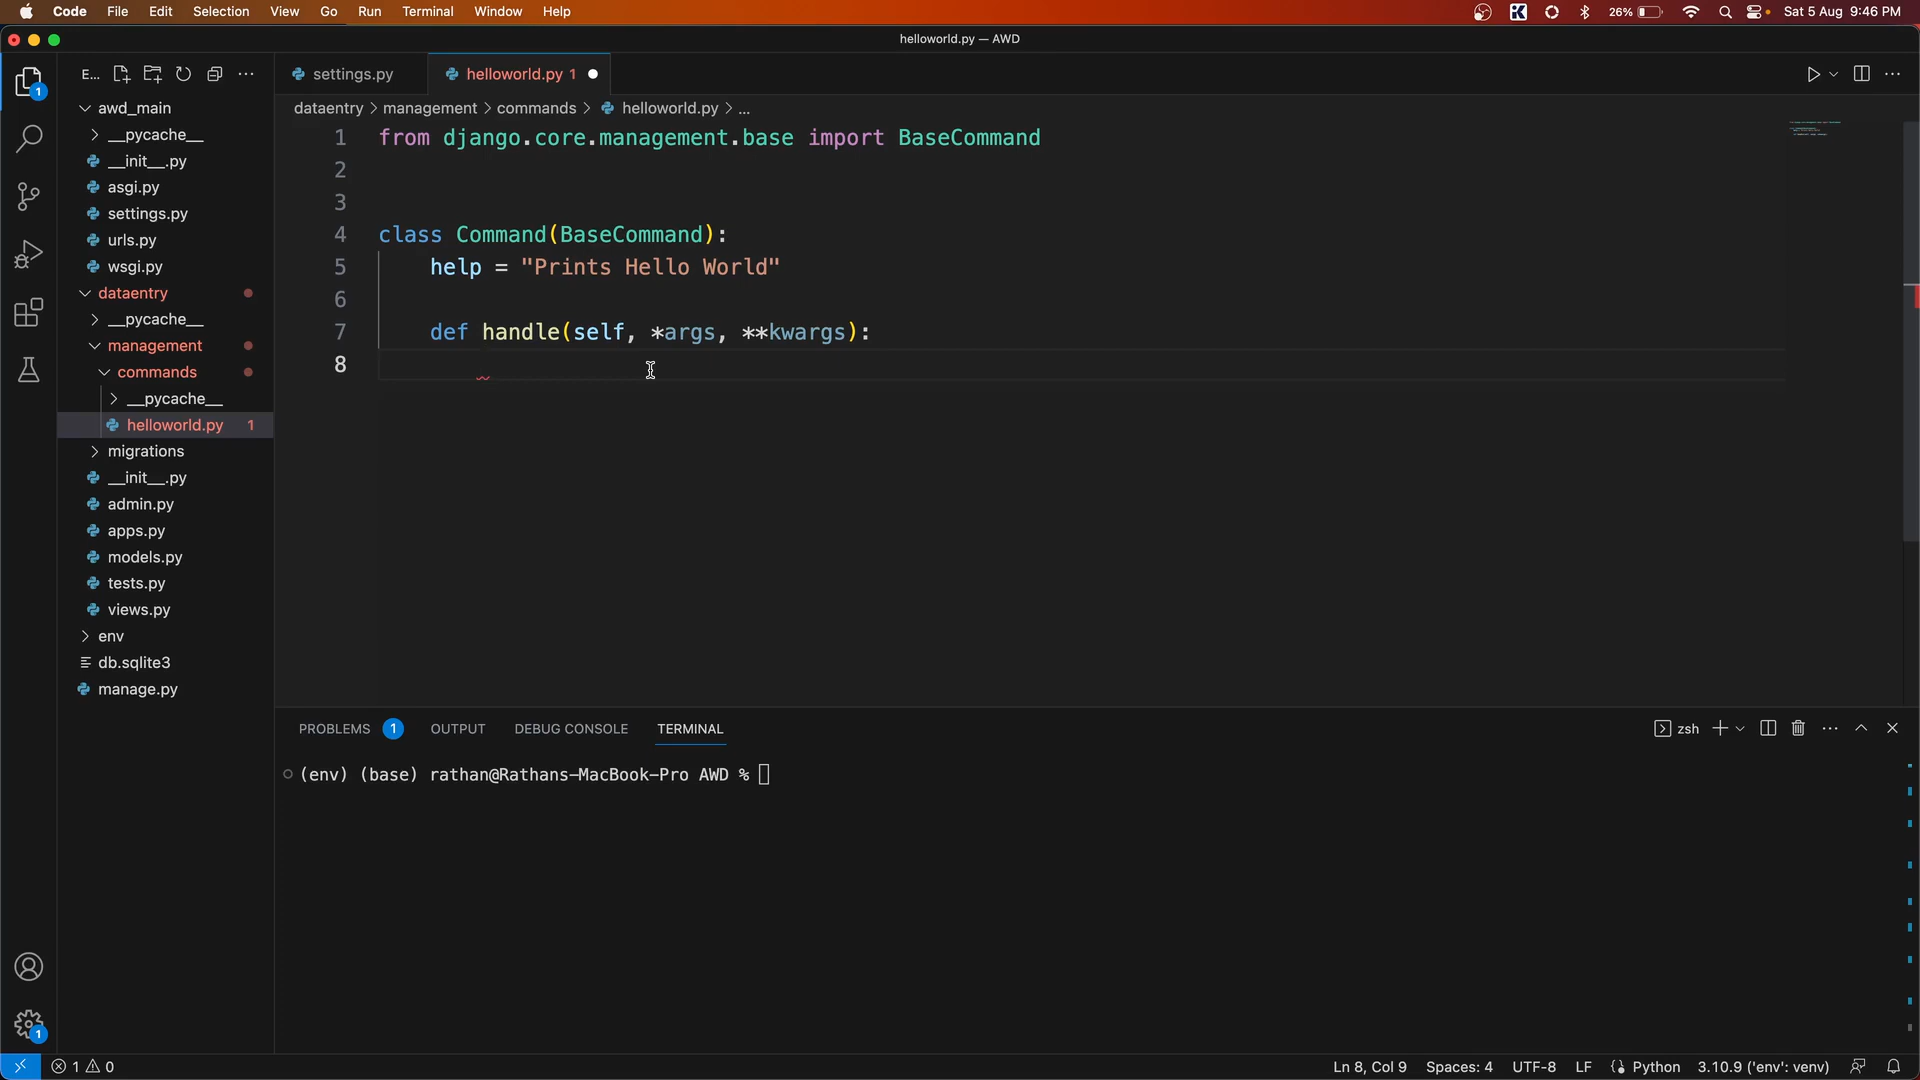 Code File Edit Selection View Go Run Terminal Window Help 26% Sat 5 Aug 9:46 PM
helloworld.py — AWD
E... settings.py helloworld.py 1
dataentry > management > commands > helloworld.py > ...
awd_main
__pycache__
__init__.py
asgi.py
settings.py
urls.py
wsgi.py
dataentry
__pycache__
management
commands
__pycache__
helloworld.py 1
migrations
__init__.py
admin.py
apps.py
models.py
tests.py
views.py
env
db.sqlite3
manage.py
1
1
1 from django.core.management.base import BaseCommand
2
3
4 class Command(BaseCommand):
5 help = "Prints Hello World"
6
7 def handle(self, *args, **kwargs):
8
PROBLEMS 1 OUTPUT DEBUG CONSOLE TERMINAL zsh
(env) (base) rathan@Rathans-MacBook-Pro AWD %
1 0 Ln 8, Col 9 Spaces: 4 UTF-8 LF Python 3.10.9 ('env': venv)